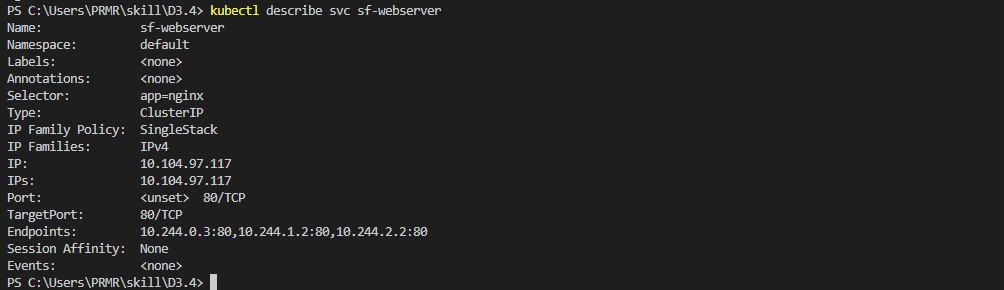 PS C:\Users\PRMR\skill\D3.4> kubectl describe svc sf-webserver
Name:              sf-webserver
Namespace:         default
Labels:            <none>
Annotations:       <none>
Selector:          app=nginx
Type:              ClusterIP
IP Family Policy:  SingleStack
IP Families:       IPv4
IP:                10.104.97.117
IPs:               10.104.97.117
Port:              <unset>  80/TCP
TargetPort:        80/TCP
Endpoints:         10.244.0.3:80,10.244.1.2:80,10.244.2.2:80
Session Affinity:  None
Events:            <none>
PS C:\Users\PRMR\skill\D3.4>